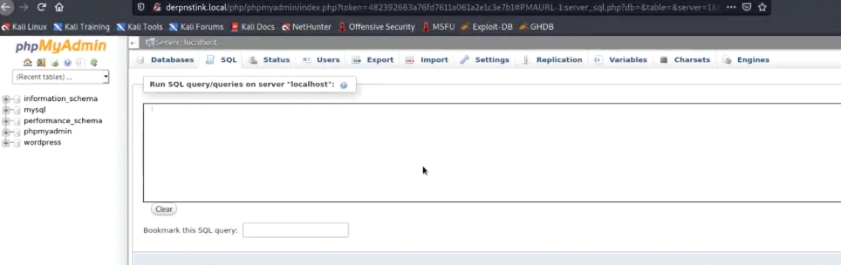 derpnstink.local/php/phpmyadmin/index.php?token=482392663a76fd7611a061a2e1c3e7b1#PMAURL-1:server_sql.php?db=&table=&server=1
Kali Linux Kali Training Kali Tools Kali Forums Kali Docs NetHunter Offensive Security MSFU Exploit-DB GHDB
phpMyAdmin
(Recent tables) ...
information_schema
mysql
performance_schema
phpmyadmin
wordpress
Server: localhost
Databases SQL Status Users Export Import Settings Replication Variables Charsets Engines
Run SQL query/queries on server "localhost":
Clear
Bookmark this SQL query: